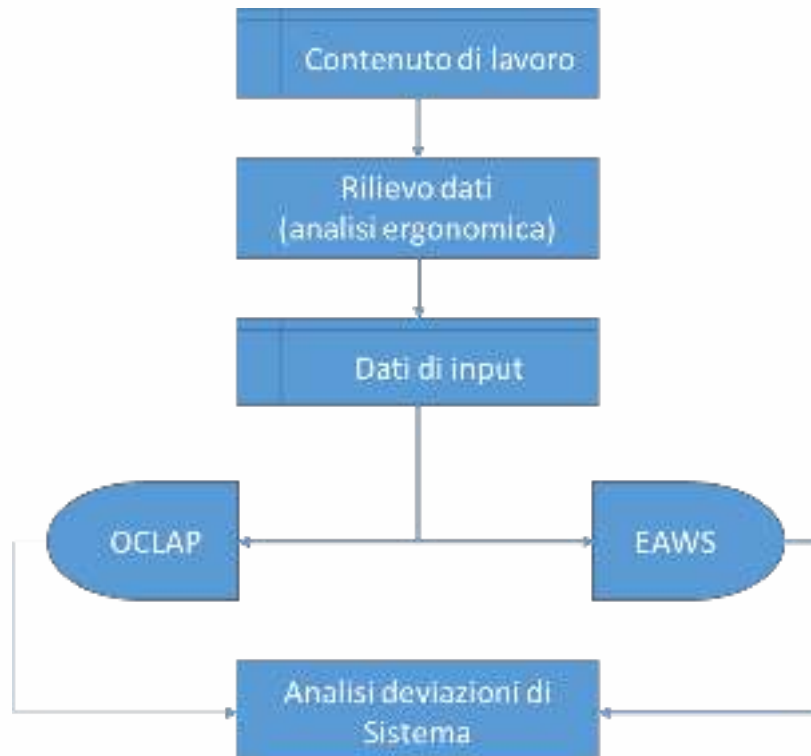 Contenuto di lavoro
Rilievo dati
(analisi ergonomica)
Dati di input
OCLAP
EAWS
Analisi deviazioni di
Sistema